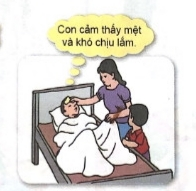 Con cảm thấy mệt
và khó chịu lắm.